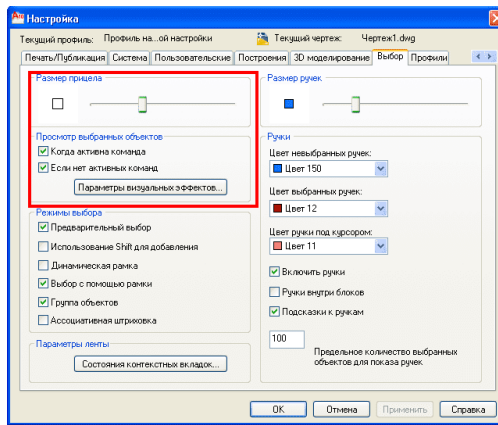 Настройка
Текущий профиль: Профиль на...ой настройки Текущий чертеж: Чертеж1.dwg
Печать/Публикация Система Пользовательские Построения 3D моделирование Выбор Профили
Размер прицела
Размер ручек
Просмотр выбранных объектов
Когда активна команда
Если нет активных команд
Параметры визуальных эффектов...
Ручки
Цвет невыбранных ручек:
Цвет 150
Цвет выбранных ручек:
Цвет 12
Цвет ручки под курсором:
Цвет 11
Режимы выбора
Предварительный выбор
Использование Shift для добавления
Динамическая рамка
Выбор с помощью рамки
Группа объектов
Ассоциативная штриховка
Включить ручки
Ручки внутри блоков
Подсказки к ручкам
100
Предельное количество выбранных
объектов для показа ручек
Параметры ленты
Состояния контекстных вкладок...
OK Отмена Применить Справка